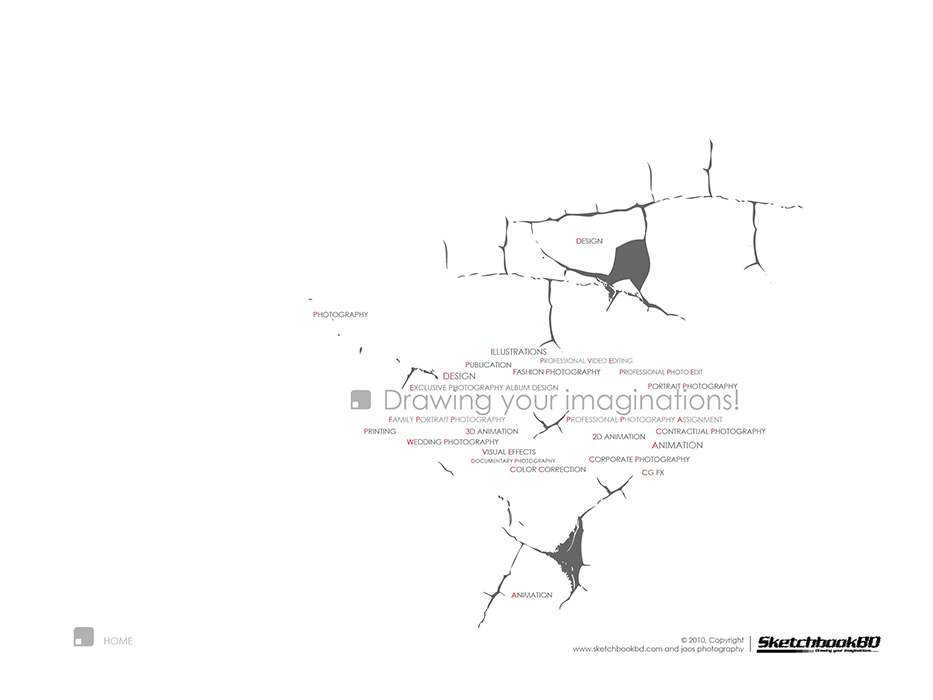 DESIGN
PHOTOGRAPHY
ILLUSTRATIONS
PROFESSIONAL VIDEO EDITING
PUBLICATION
FASHION PHOTOGRAPHY
PROFESSIONAL PHOTO EDIT
DESIGN
EXCLUSIVE PHOTOGRAPHY ALBUM DESIGN
PORTRAIT PHOTOGRAPHY
Drawing your imaginations!
FAMILY PORTRAIT PHOTOGRAPHY
PROFESSIONAL PHOTOGRAPHY ASSIGNMENT
PRINTING
3D ANIMATION
2D ANIMATION
CONTRACTUAL PHOTOGRAPHY
WEDDING PHOTOGRAPHY
ANIMATION
VISUAL EFFECTS
DOCUMENTARY PHOTOGRAPHY
CORPORATE PHOTOGRAPHY
COLOR CORRECTION
CG FX
ANIMATION
HOME
© 2010, Copyright
www.sketchbookbd.com and jaos photography
SketchbookBD
Drawing your imaginations.....